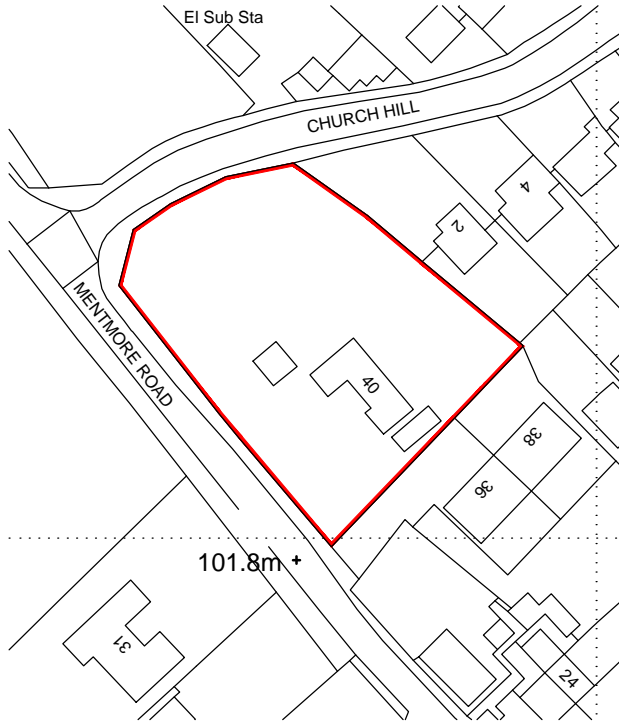 El Sub Sta
CHURCH HILL
4
2
MENTMORE ROAD
40
38
36
101.8m +
31
24